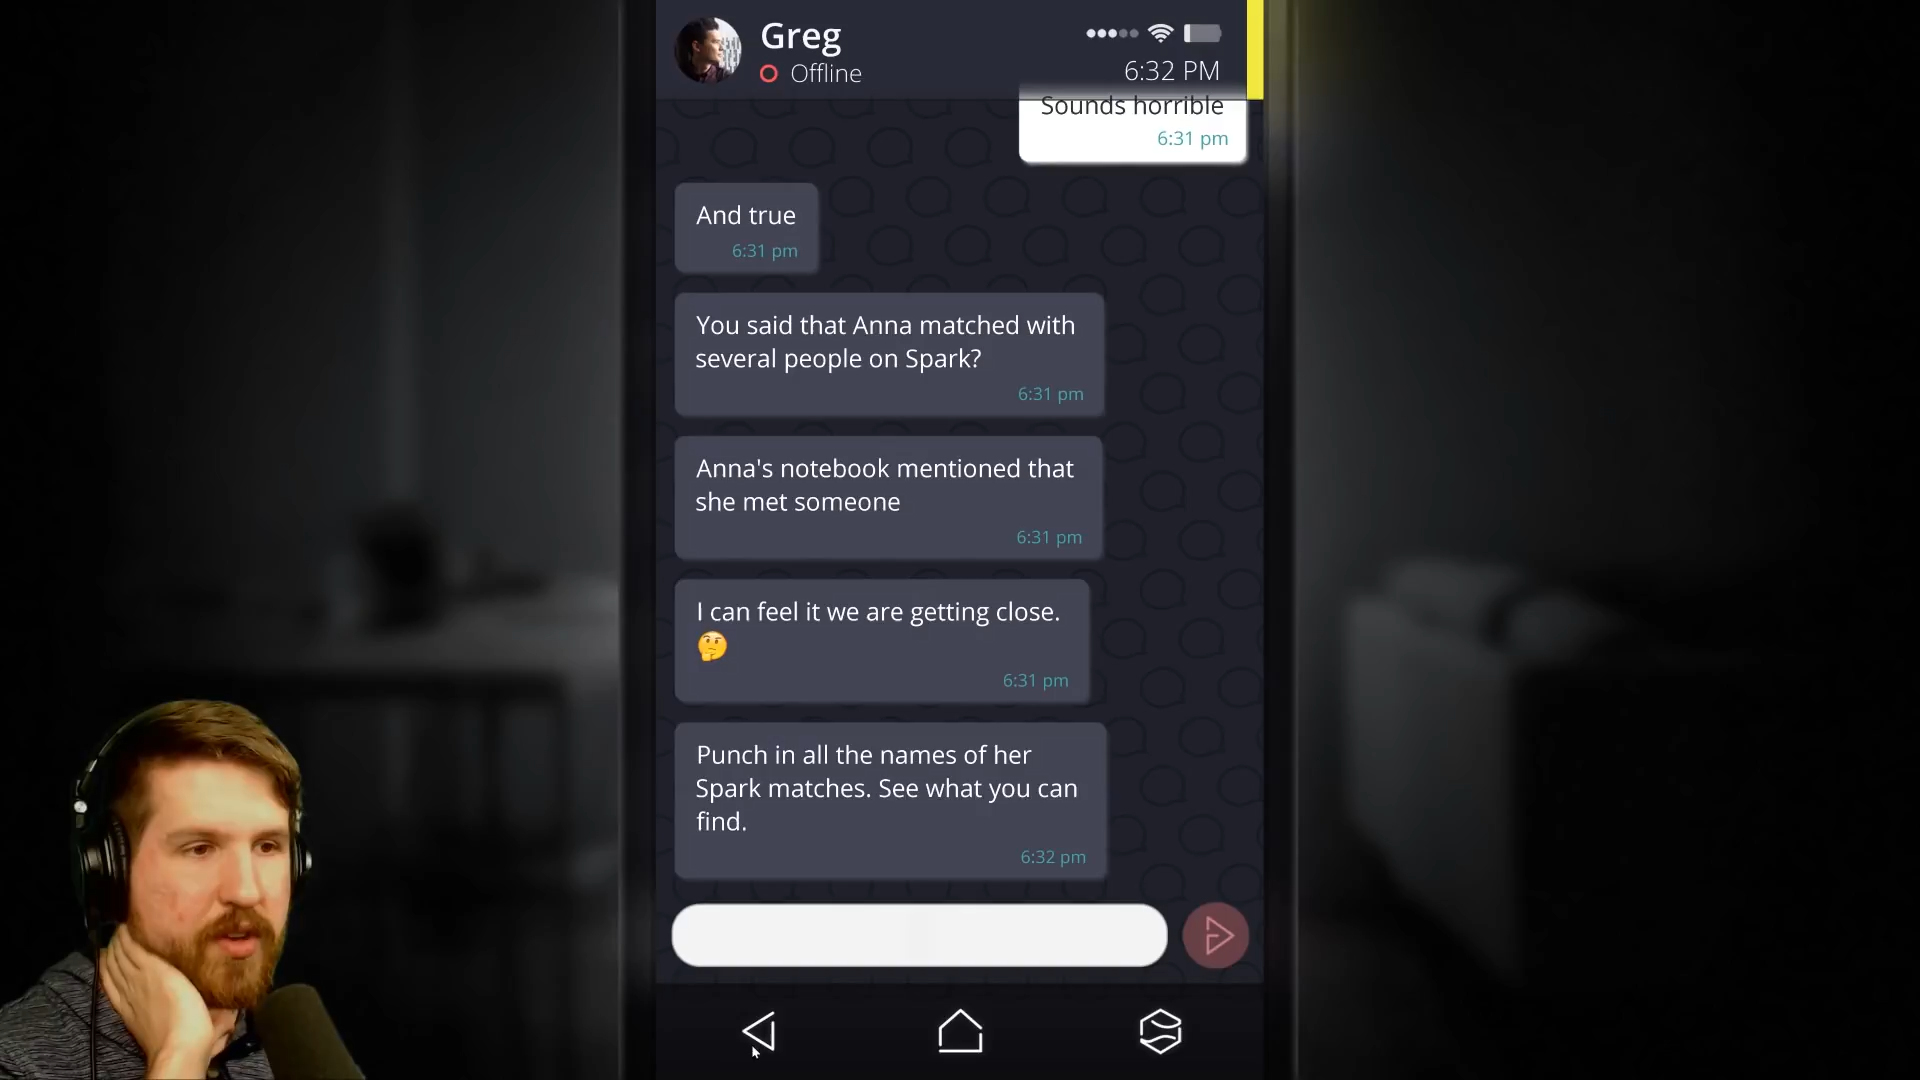 Greg
Offline
6:32 PM
Sounds horrible
6:31 pm
And true
6:31 pm
You said that Anna matched with
several people on Spark?
6:31 pm
Anna's notebook mentioned that
she met someone
6:31 pm
I can feel it we are getting close.
🤔
6:31 pm
Punch in all the names of her
Spark matches. See what you can
find.
6:32 pm